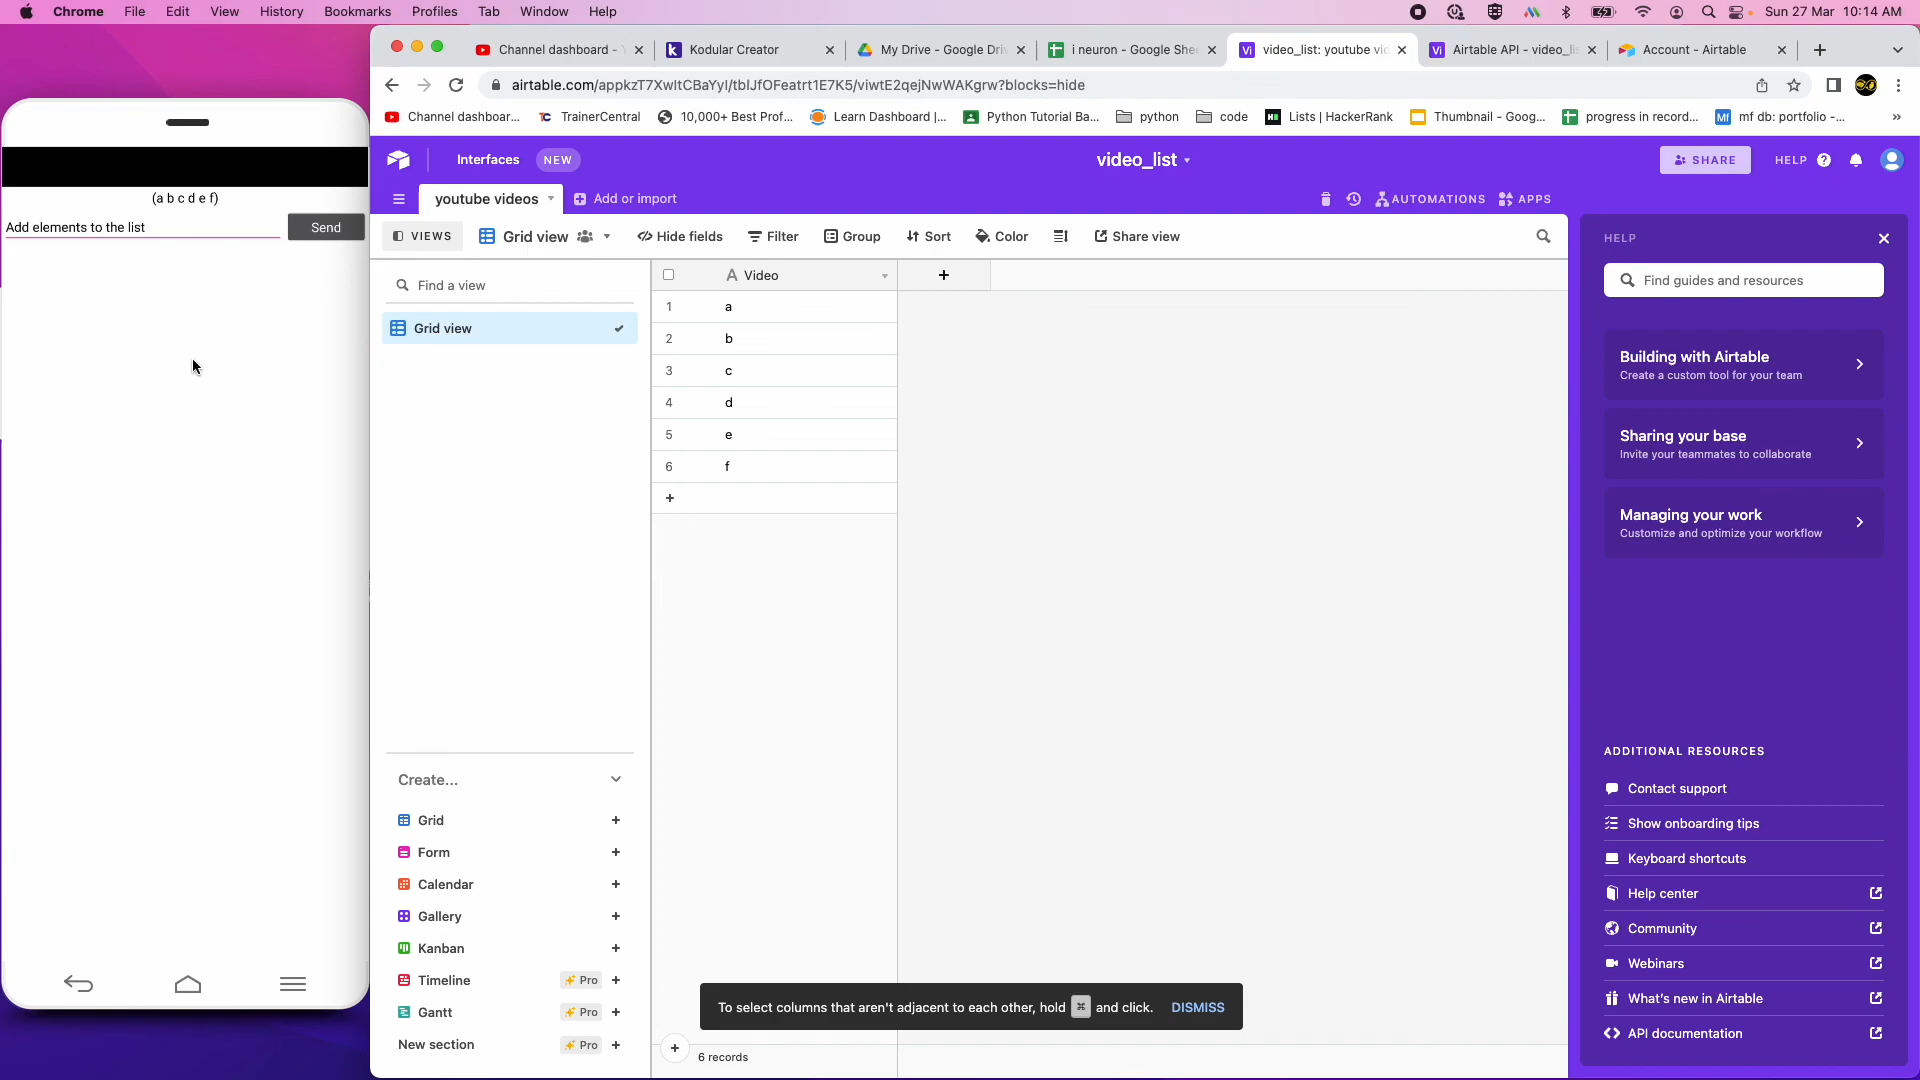 Chrome File Edit View History Bookmarks Profiles Tab Window Help Sun 27 Mar 10:14 AM
Channel dashboard - Kodular Creator My Drive - Google Dri i neuron - Google She video_list: youtube vi Airtable API - video_li Account - Airtable
airtable.com/appkzT7XwItCBaYyI/tblJfOFeatrt1E7K5/viwtE2qejNwWAKgrw?blocks=hide
Channel dashboar... TrainerCentral 10,000+ Best Prof... Learn Dashboard |... Python Tutorial Ba... python code Lists | HackerRank Thumbnail - Goog... progress in record... mf db: portfolio -...
Interfaces NEW video_list SHARE HELP
youtube videos Add or import AUTOMATIONS APPS
VIEWS Grid view Hide fields Filter Group Sort Color Share view
(a b c d e f)
Add elements to the list Send
Find a view
Grid view
A Video
1 a
2 b
3 c
4 d
5 e
6 f
+
Create...
Grid
Form
Calendar
Gallery
Kanban
Timeline Pro
Gantt Pro
New section Pro
To select columns that aren't adjacent to each other, hold ⌘ and click. DISMISS
6 records
HELP
Find guides and resources
Building with Airtable
Create a custom tool for your team
Sharing your base
Invite your teammates to collaborate
Managing your work
Customize and optimize your workflow
ADDITIONAL RESOURCES
Contact support
Show onboarding tips
Keyboard shortcuts
Help center
Community
Webinars
What's new in Airtable
API documentation